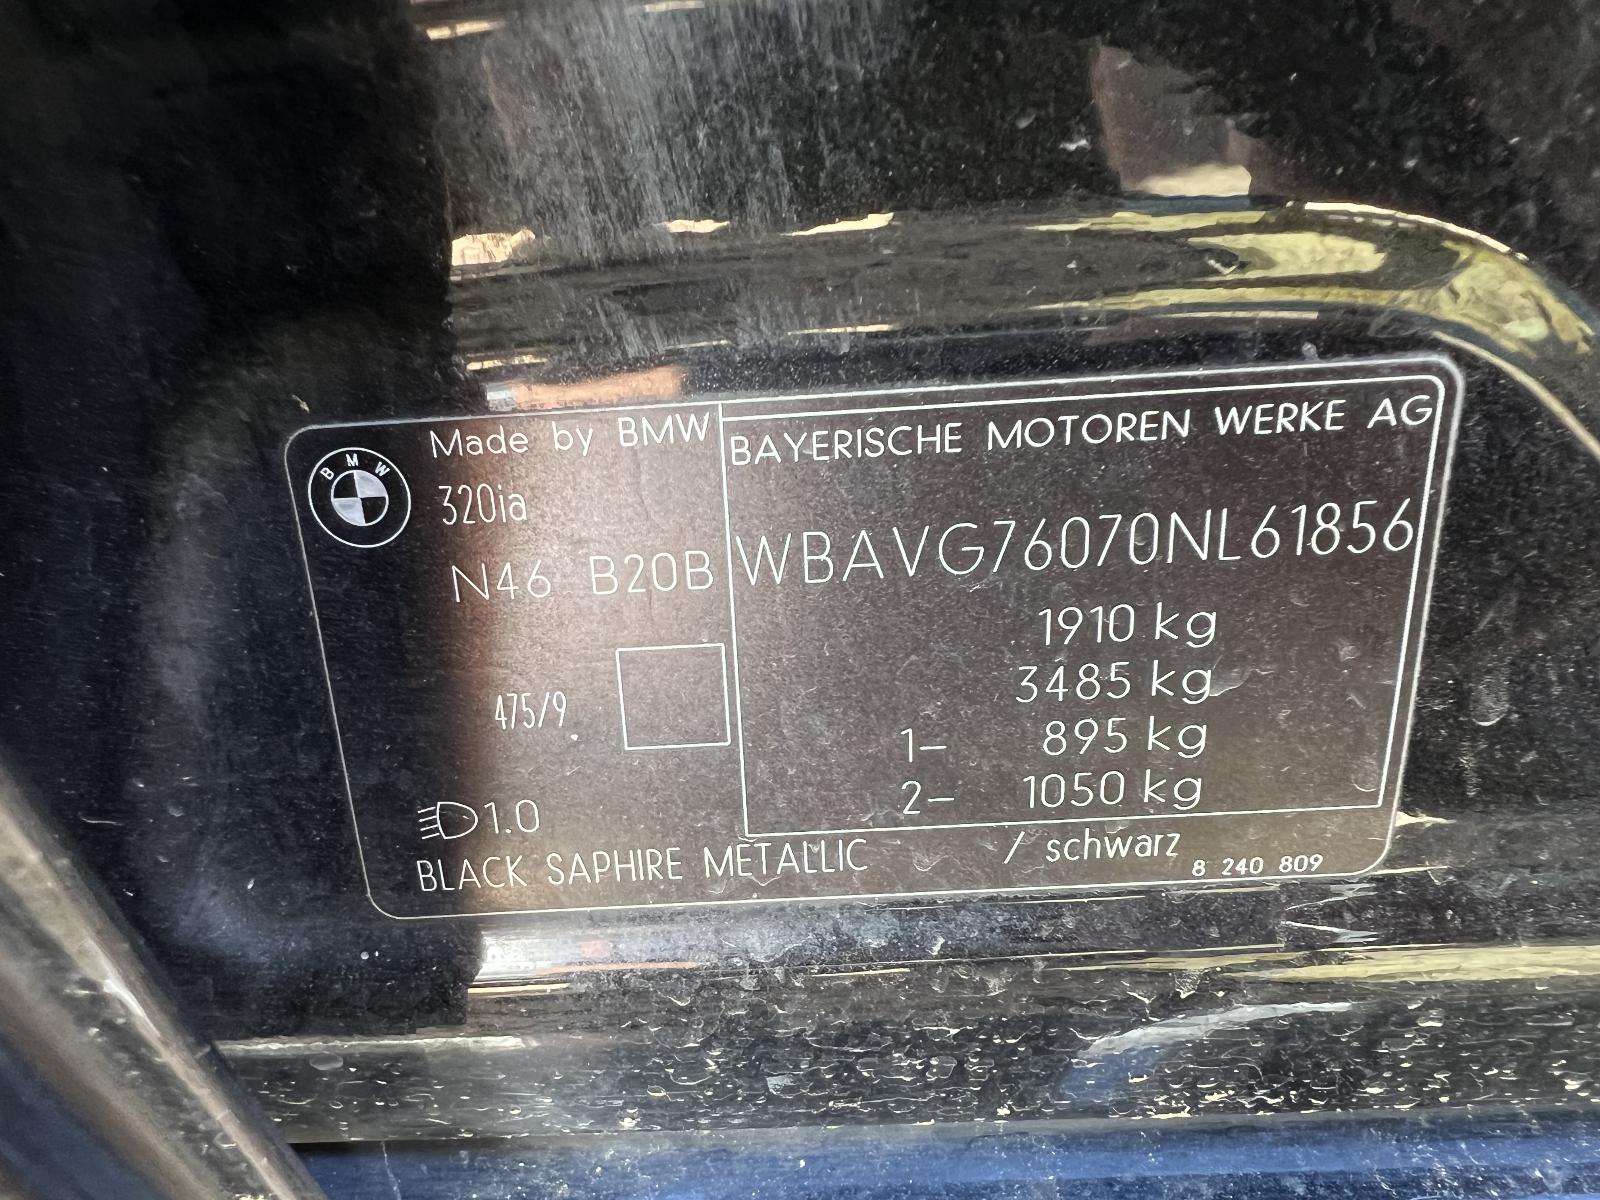 BMW
Made by BMW
320ia
N46 B20B
475/9
1.0
BAYERISCHE MOTOREN WERKE AG
WBAVG76070NL61856
1910 kg
3485 kg
1- 895 kg
2- 1050 kg
BLACK SAPHIRE METALLIC / schwarz
8 240 809